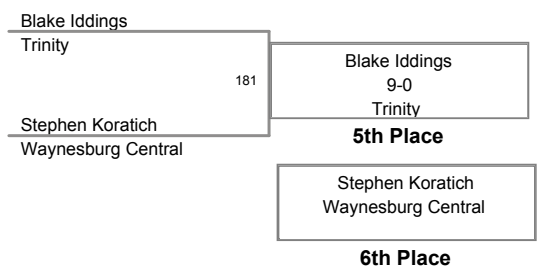 Blake Iddings
Trinity
181
Stephen Koratich
Waynesburg Central
Blake Iddings
9-0
Trinity
5th Place
Stephen Koratich
Waynesburg Central
6th Place